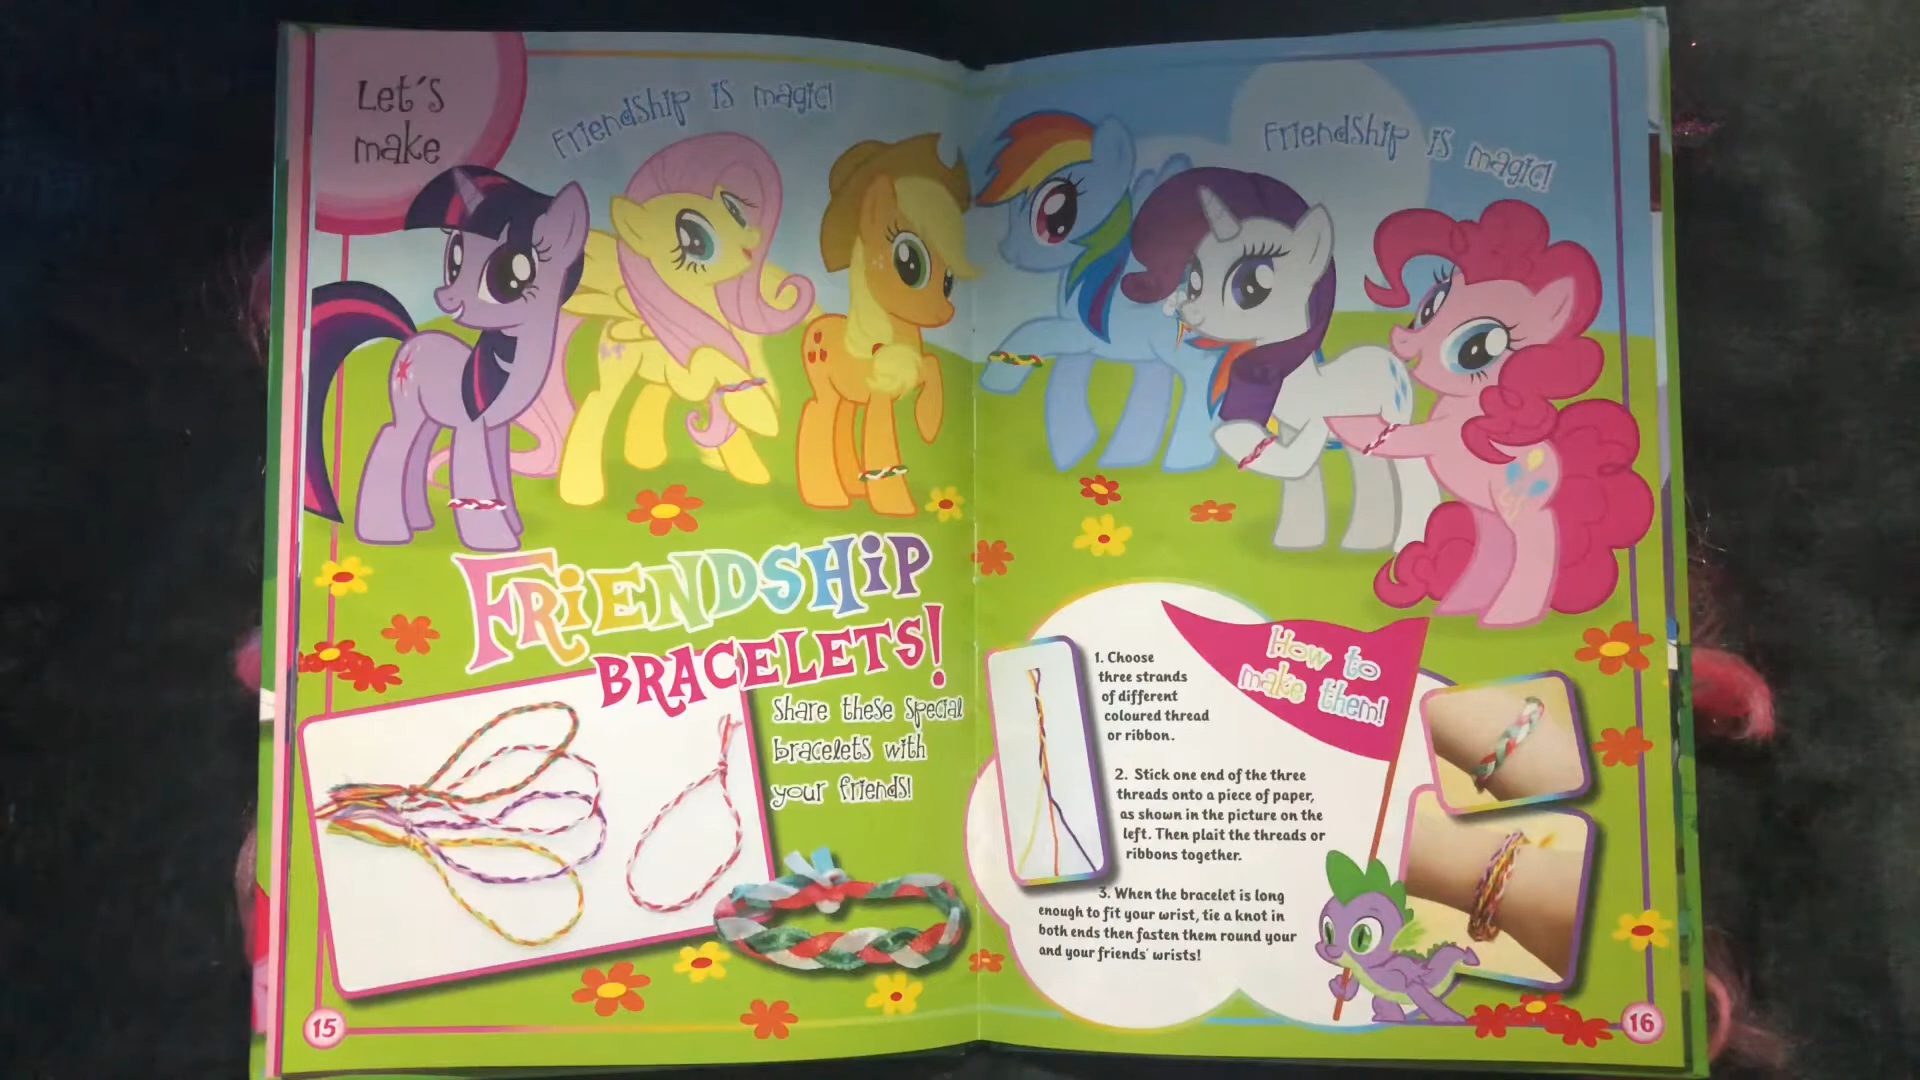 Let's
make
Friendship is magic!
FRiENDSHiP
BRACELETS!
Share these special
bracelets with
your friends!
15
Friendship is magic!
How to
make them!
1. Choose
three strands
of different
coloured thread
or ribbon.
2. Stick one end of the three
threads onto a piece of paper,
as shown in the picture on the
left. Then plait the threads or
ribbons together.
3. When the bracelet is long
enough to fit your wrist, tie a knot in
both ends then fasten them round your
and your friends' wrists!
16